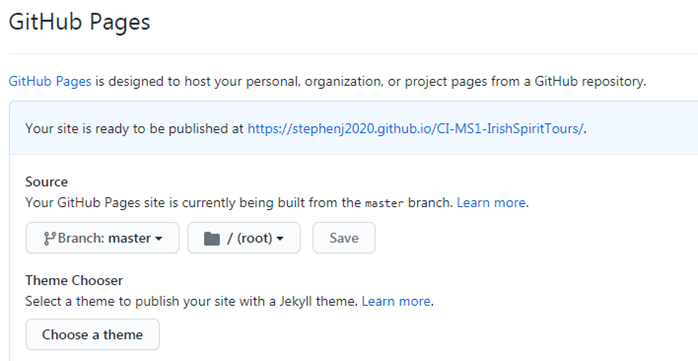 GitHub Pages
GitHub Pages is designed to host your personal, organization, or project pages from a GitHub repository.
Your site is ready to be published at https://stephenj2020.github.io/CI-MS1-IrishSpiritTours/.
Source
Your GitHub Pages site is currently being built from the master branch. Learn more.
Branch: master / (root) Save
Theme Chooser
Select a theme to publish your site with a Jekyll theme. Learn more.
Choose a theme